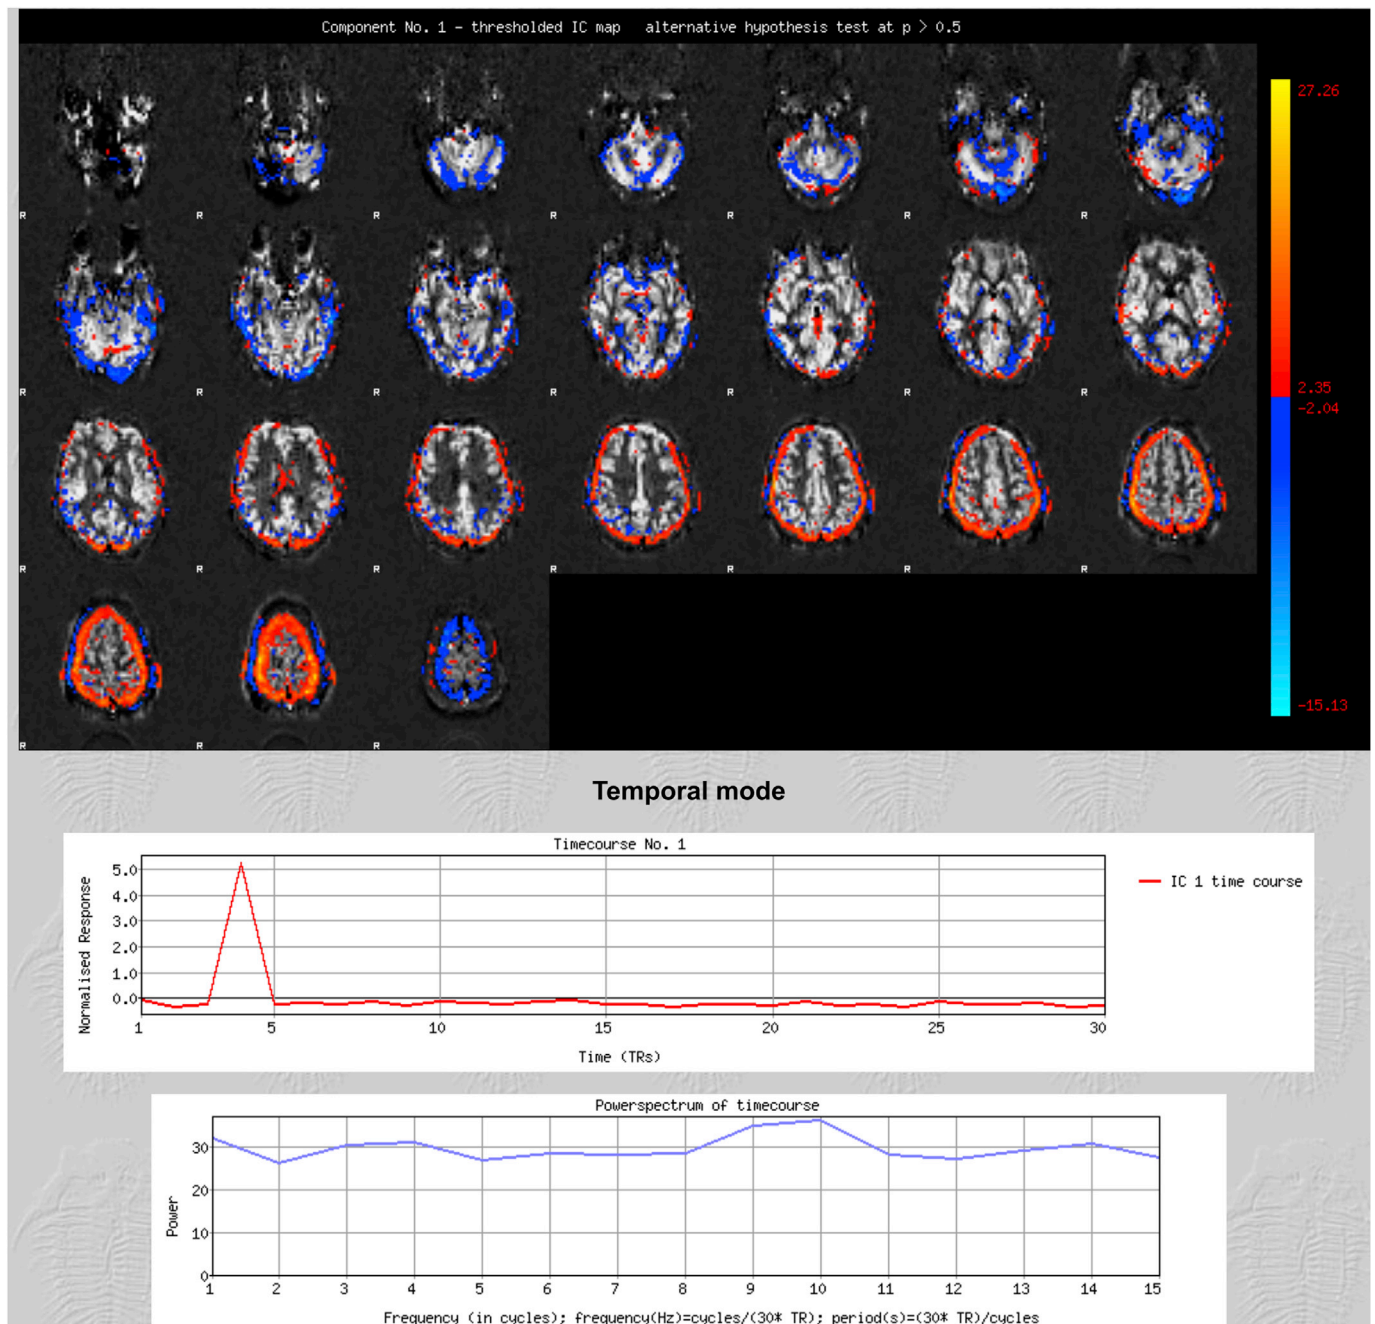 Component No. 1 - thresholded IC map   alternative hypothesis test at p > 0.5
27.26
2.35
-2.04
-15.13
R R R R R R R
R R R R R R R
R R R R R R R
R R R
Temporal mode
Timecourse No. 1
Normalised Response
5.0
4.0
3.0
2.0
1.0
0.0
1 5 10 15 20 25 30
Time (TRs)
IC 1 time course
Powerspectrum of timecourse
Power
30
20
10
0
1 2 3 4 5 6 7 8 9 10 11 12 13 14 15
Frequency (in cycles); frequency(Hz)=cycles/(30* TR); period(s)=(30* TR)/cycles